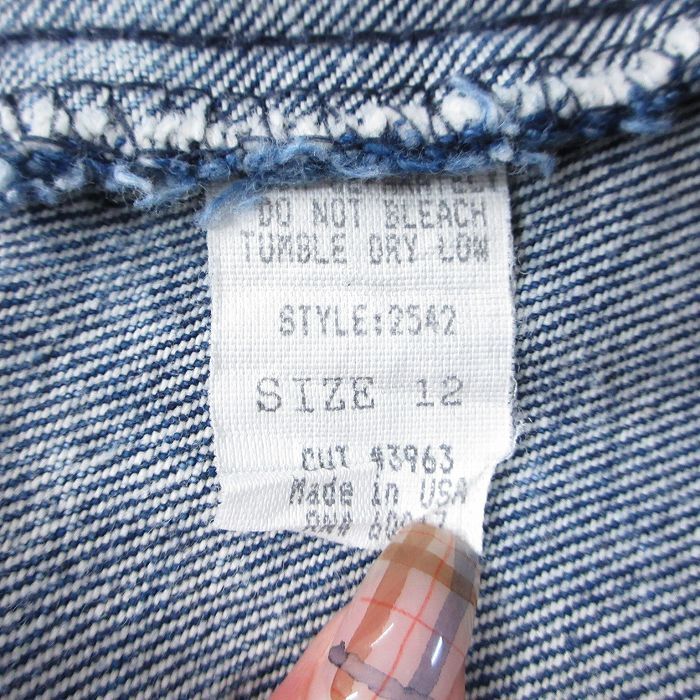 DO NOT BLEACH
TUMBLE DRY LOW
STYLE:2542
SIZE 12
CUT #3963
Made in USA